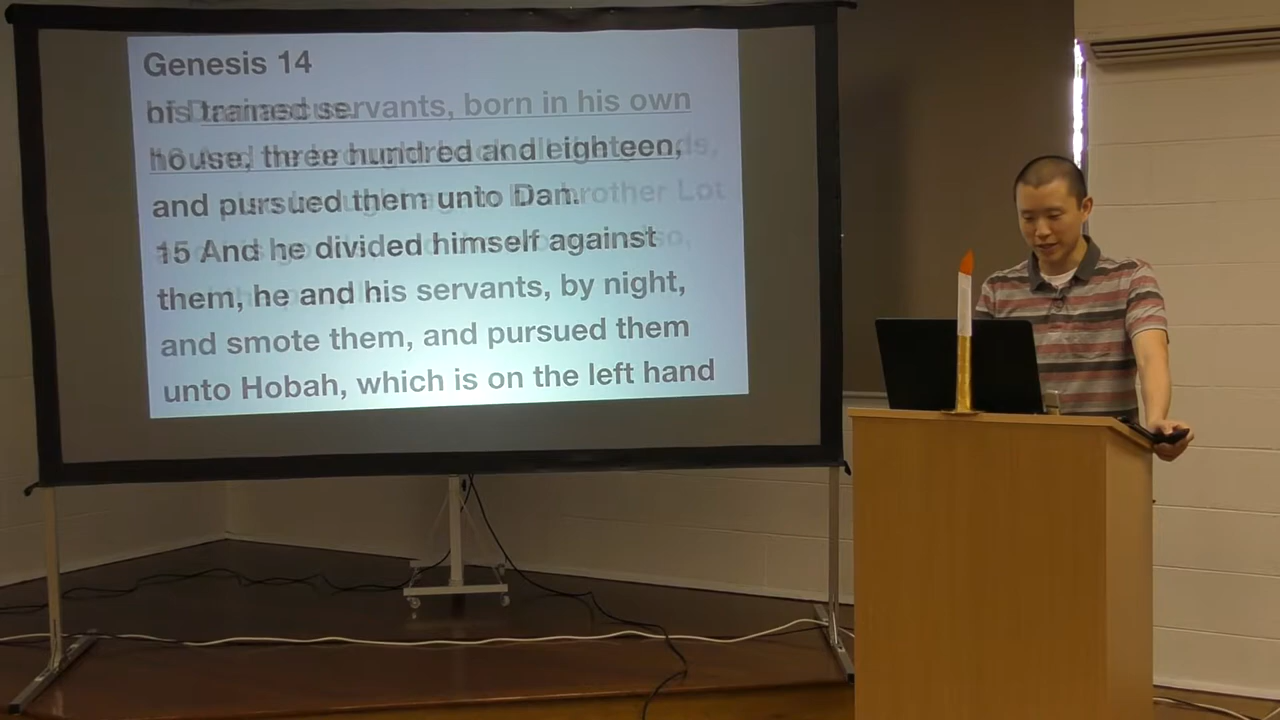 Genesis 14
his trained servants, born in his own
house, three hundred and eighteen,
and pursued them unto Dan.
15 And he divided himself against
them, he and his servants, by night,
and smote them, and pursued them
unto Hobah, which is on the left hand